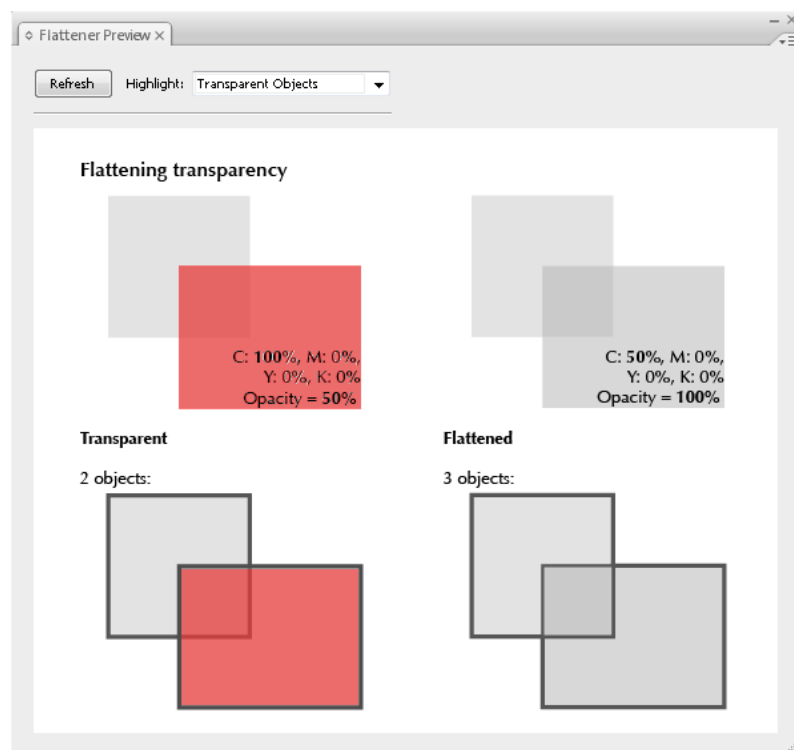 Flattener Preview
Refresh Highlight: Transparent Objects
Flattening transparency
C: 100%, M: 0%,
Y: 0%, K: 0%
Opacity = 50%
C: 50%, M: 0%,
Y: 0%, K: 0%
Opacity = 100%
Transparent
Flattened
2 objects:
3 objects: